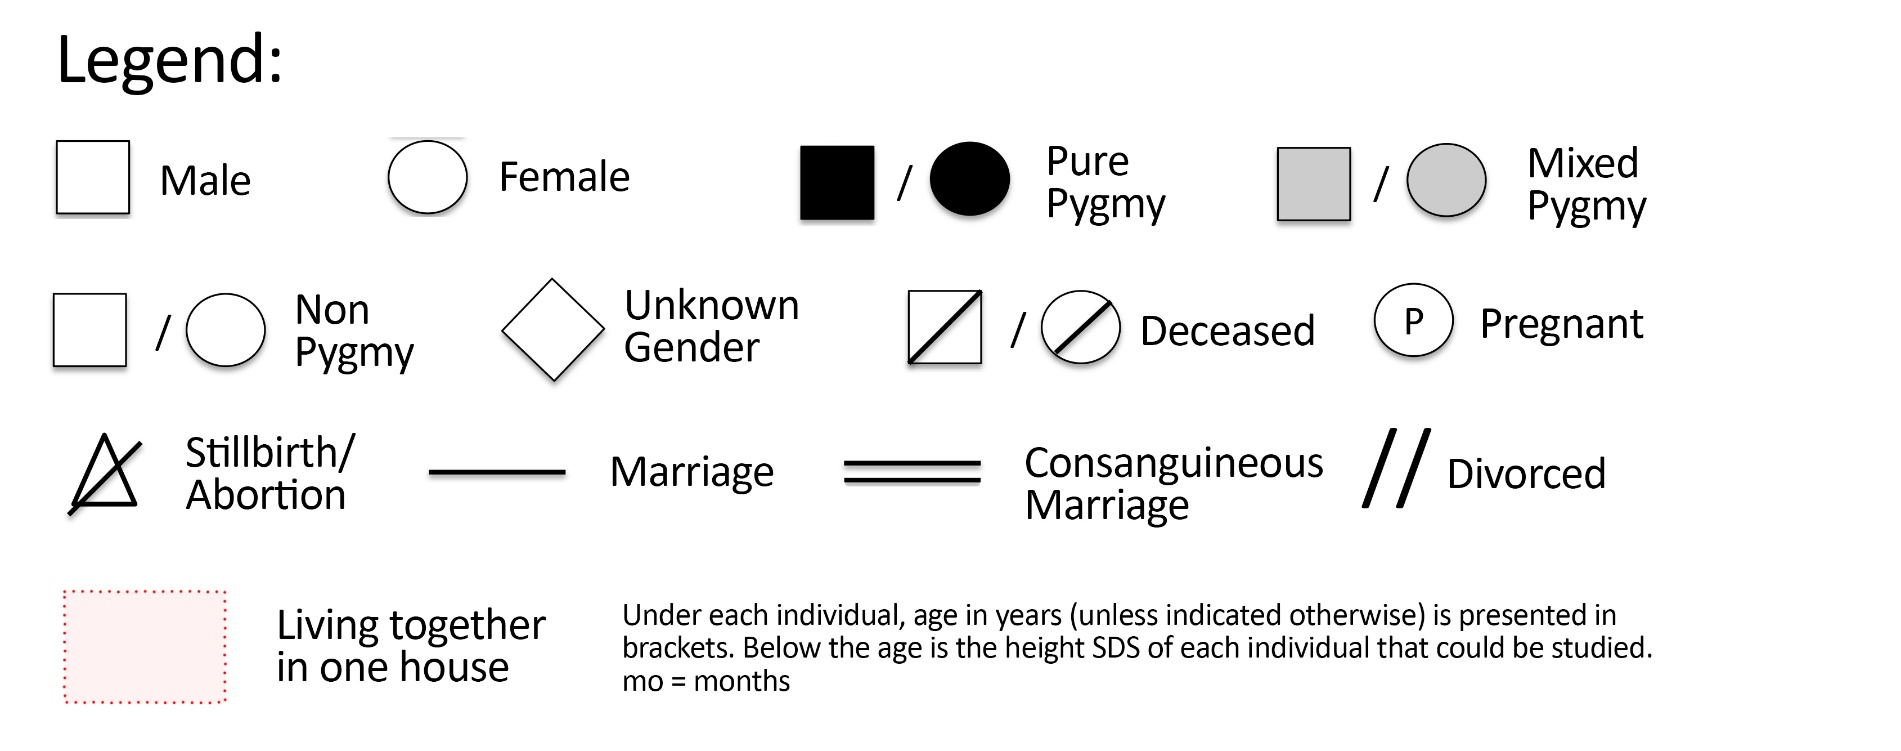 Legend:
Male
Female
/
Pure
Pygmy
/
Mixed
Pygmy
/
Non
Pygmy
Unknown
Gender
/
Deceased
P
Pregnant
Stillbirth/
Abortion
Marriage
Consanguineous
Marriage
Divorced
Living together
in one house
Under each individual, age in years (unless indicated otherwise) is presented in
brackets. Below the age is the height SDS of each individual that could be studied.
mo = months